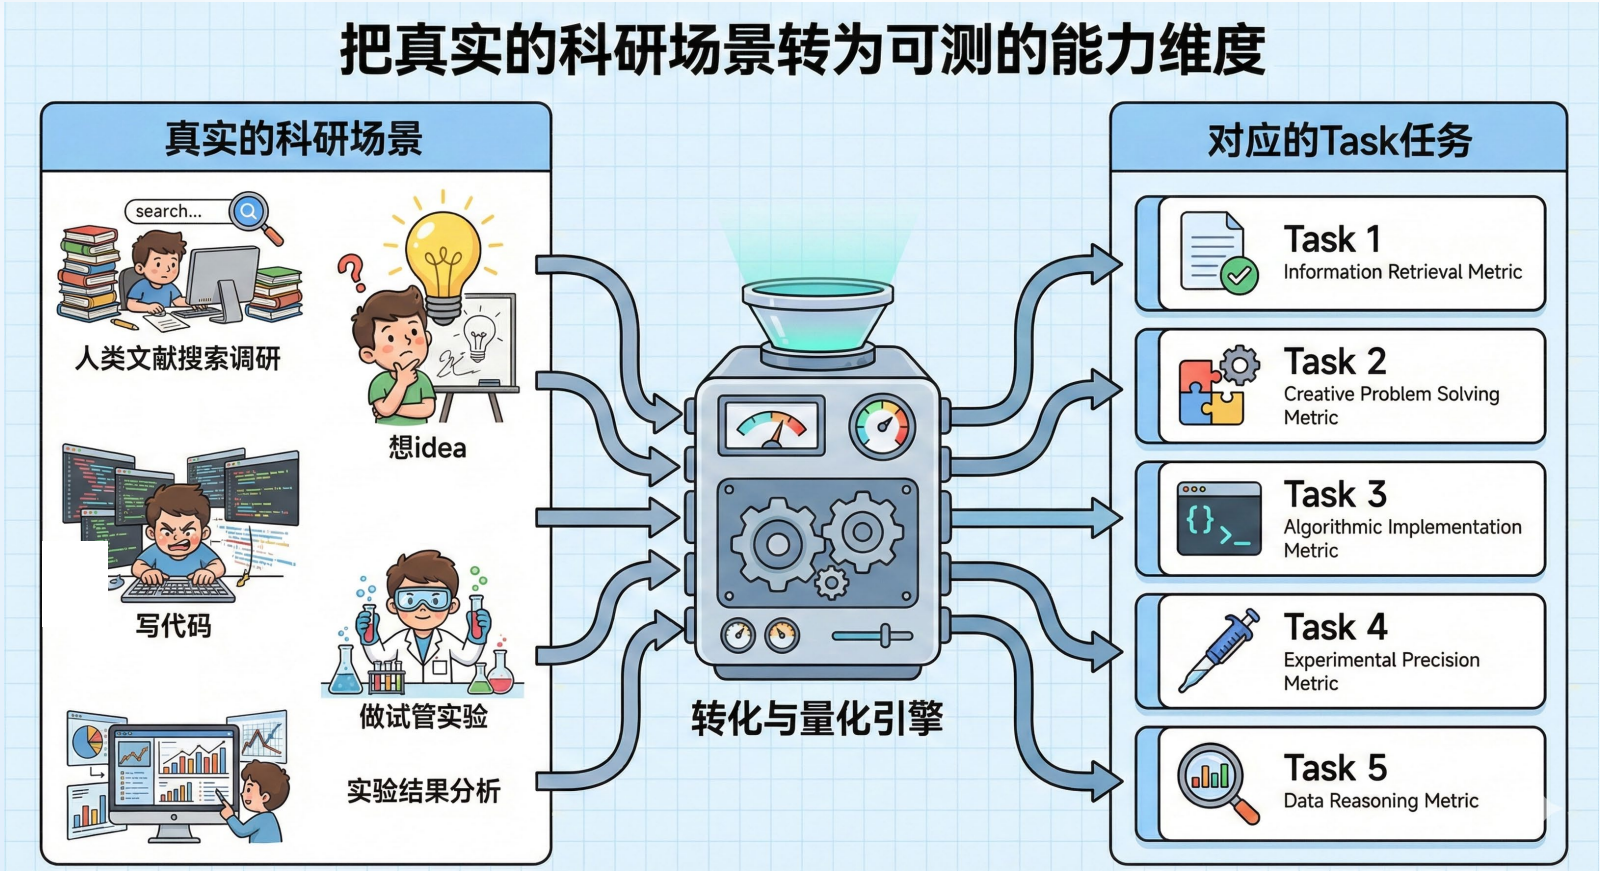 把真实的科研场景转为可测的能力维度
真实的科研场景
search...
人类文献搜索调研
想idea
写代码
做试管实验
实验结果分析
转化与量化引擎
对应的Task任务
Task 1
Information Retrieval Metric
Task 2
Creative Problem Solving
Metric
Task 3
Algorithmic Implementation
Metric
Task 4
Experimental Precision
Metric
Task 5
Data Reasoning Metric